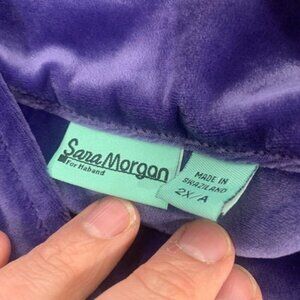 Sara Morgan
For Haband
MADE IN
SWAZILAND
2X/A